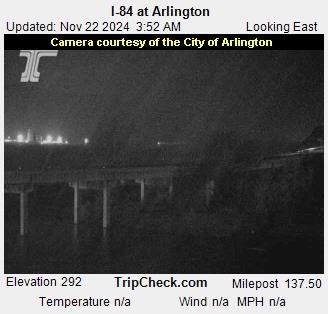 I-84 at Arlington
Updated: Nov 22 2024 3:52 AM Looking East
Camera courtesy of the City of Arlington
Elevation 292 TripCheck.com Milepost 137.50
Temperature n/a Wind n/a MPH n/a